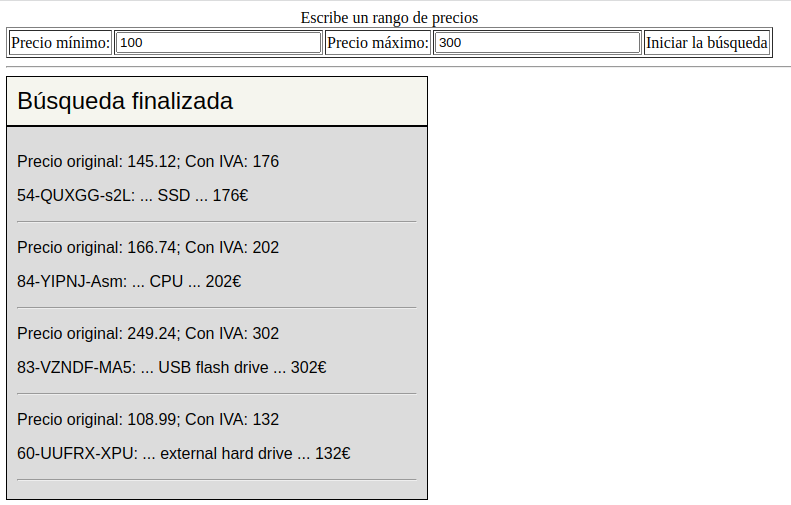 Escribe un rango de precios
Precio mínimo: 100 Precio máximo: 300 Iniciar la búsqueda
Búsqueda finalizada
Precio original: 145.12; Con IVA: 176
54-QUXGG-s2L: ... SSD ... 176€
Precio original: 166.74; Con IVA: 202
84-YIPNJ-Asm: ... CPU ... 202€
Precio original: 249.24; Con IVA: 302
83-VZNDF-MA5: ... USB flash drive ... 302€
Precio original: 108.99; Con IVA: 132
60-UUFRX-XPU: ... external hard drive ... 132€